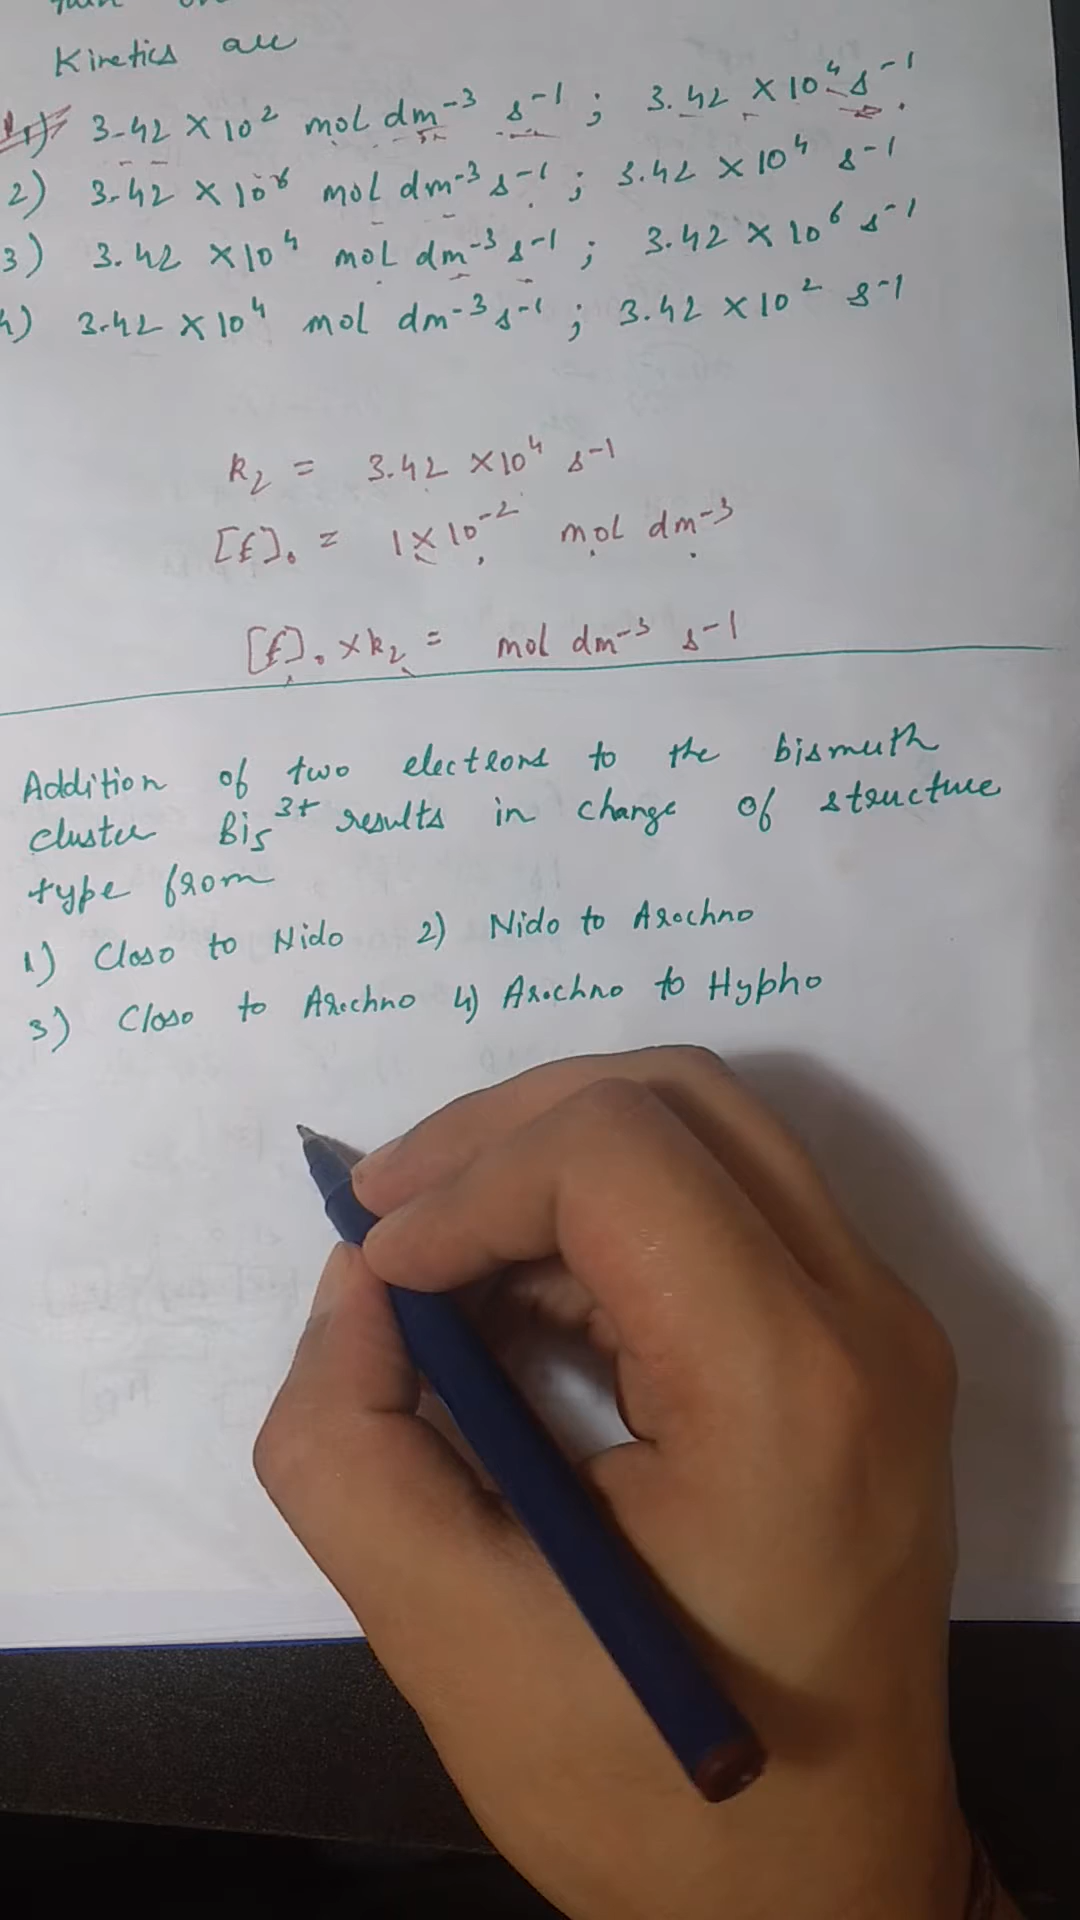 Kinetics are
1) 3.42 × 10² mol dm⁻³ s⁻¹ ; 3.42 × 10⁴ s⁻¹.
2) 3.42 × 10⁶ mol dm⁻³ s⁻¹ ; 3.42 × 10⁴ s⁻¹
3) 3.42 × 10⁴ mol dm⁻³ s⁻¹ ; 3.42 × 10⁶ s⁻¹
4) 3.42 × 10⁴ mol dm⁻³ s⁻¹ ; 3.42 × 10² s⁻¹
k₂ = 3.42 × 10⁴ s⁻¹
[E]₀ = 1 × 10⁻² mol dm⁻³
[E]₀ × k₂ = mol dm⁻³ s⁻¹
Addition of two electrons to the bismuth
cluster Bi₅³⁺ results in change of structure
type from
1) Closo to Nido 2) Nido to Arachno
3) Closo to Arachno 4) Arachno to Hypho